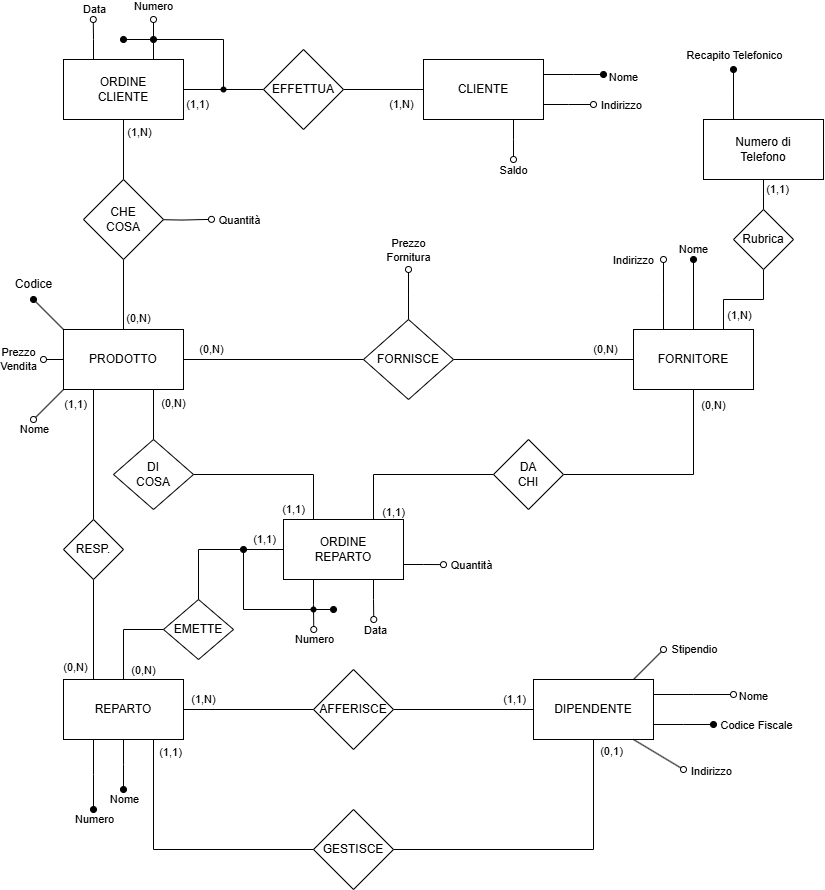 Data
Numero
ORDINE
CLIENTE
(1,1)
EFFETTUA
(1,N)
CLIENTE
Nome
Indirizzo
Saldo
Recapito Telefonico
Numero di
Telefono
(1,1)
Rubrica
(1,N)
(1,N)
CHE
COSA
Quantità
(0,N)
Codice
Prezzo
Vendita
Nome
PRODOTTO
(0,N)
Prezzo
Fornitura
FORNISCE
(0,N)
Indirizzo
Nome
FORNITORE
(0,N)
(1,1)
(0,N)
DI
COSA
DA
CHI
(1,1)
(1,1)
(1,1)
ORDINE
REPARTO
Quantità
Numero
Data
RESP.
EMETTE
(0,N)
(0,N)
REPARTO
(1,N)
AFFERISCE
(1,1)
DIPENDENTE
Stipendio
Nome
Codice Fiscale
Indirizzo
(1,1)
(0,1)
Nome
Numero
GESTISCE